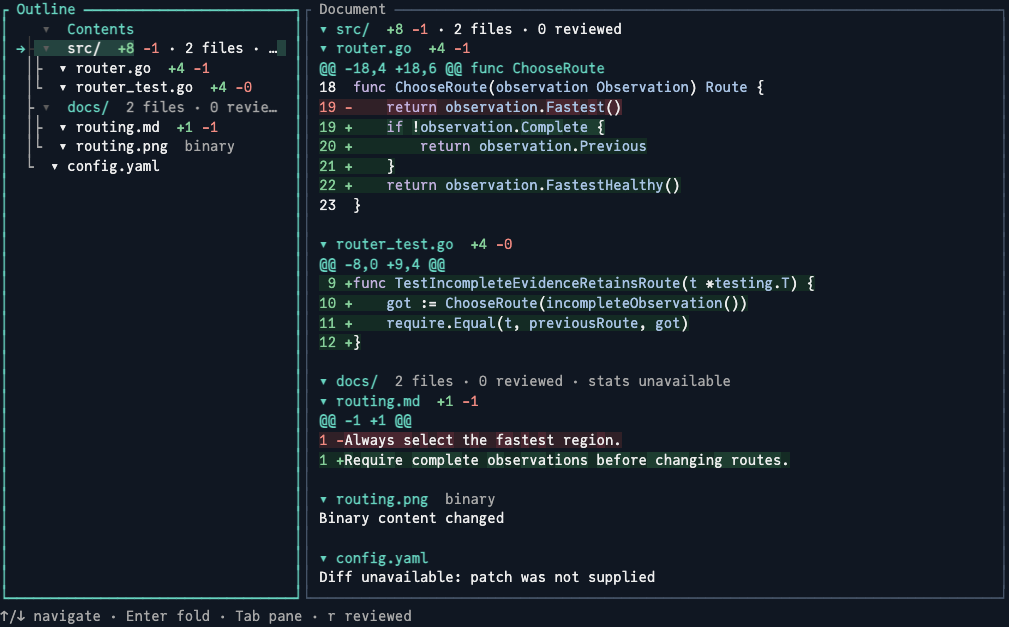 Outline
▾ Contents
→ ▾ src/ +8 -1 · 2 files · …
▾ router.go +4 -1
▾ router_test.go +4 -0
▾ docs/ 2 files · 0 revie…
▾ routing.md +1 -1
▾ routing.png binary
▾ config.yaml
Document
▾ src/ +8 -1 · 2 files · 0 reviewed
▾ router.go +4 -1
@@ -18,4 +18,6 @@ func ChooseRoute
18  func ChooseRoute(observation Observation) Route {
19 -    return observation.Fastest()
19 +    if !observation.Complete {
20 +        return observation.Previous
21 +    }
22 +    return observation.FastestHealthy()
23  }
▾ router_test.go +4 -0
@@ -8,0 +9,4 @@
9 +func TestIncompleteEvidenceRetainsRoute(t *testing.T) {
10 +    got := ChooseRoute(incompleteObservation())
11 +    require.Equal(t, previousRoute, got)
12 +}
▾ docs/ 2 files · 0 reviewed · stats unavailable
▾ routing.md +1 -1
@@ -1 +1 @@
1 -Always select the fastest region.
1 +Require complete observations before changing routes.
▾ routing.png binary
Binary content changed
▾ config.yaml
Diff unavailable: patch was not supplied
↑/↓ navigate · Enter fold · Tab pane · r reviewed